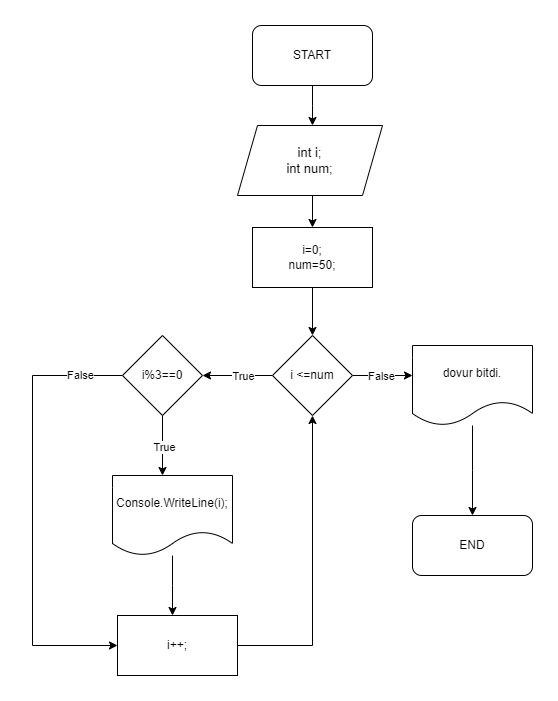 START
int i;
int num;
i=0;
num=50;
i <=num
True
False
i%3==0
False
True
Console.WriteLine(i);
i++;
dovur bitdi.
END